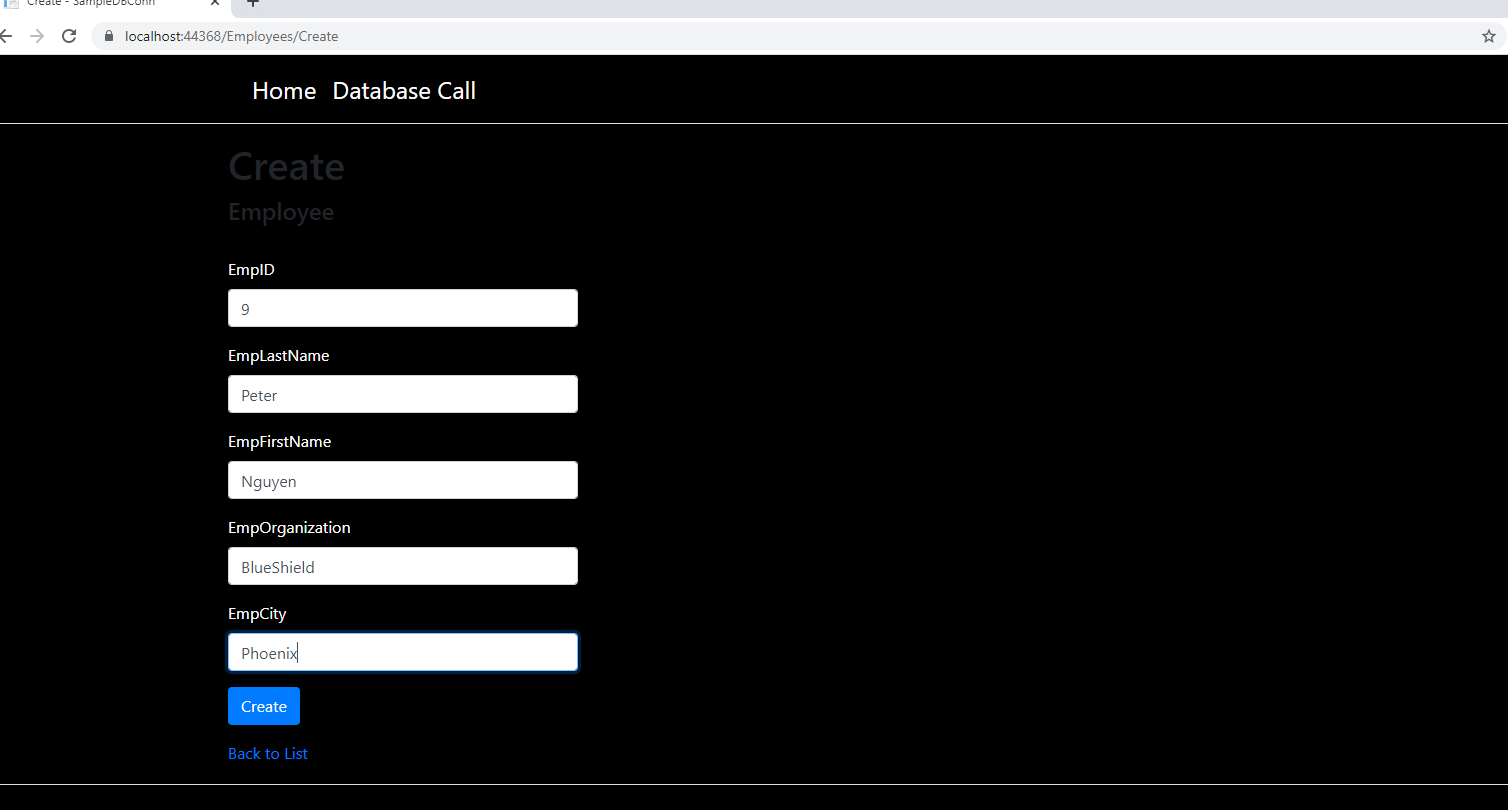 Create - SampleDBConn
localhost:44368/Employees/Create
Home Database Call
Create
Employee
EmpID
9
EmpLastName
Peter
EmpFirstName
Nguyen
EmpOrganization
BlueShield
EmpCity
Phoenix
Create
Back to List